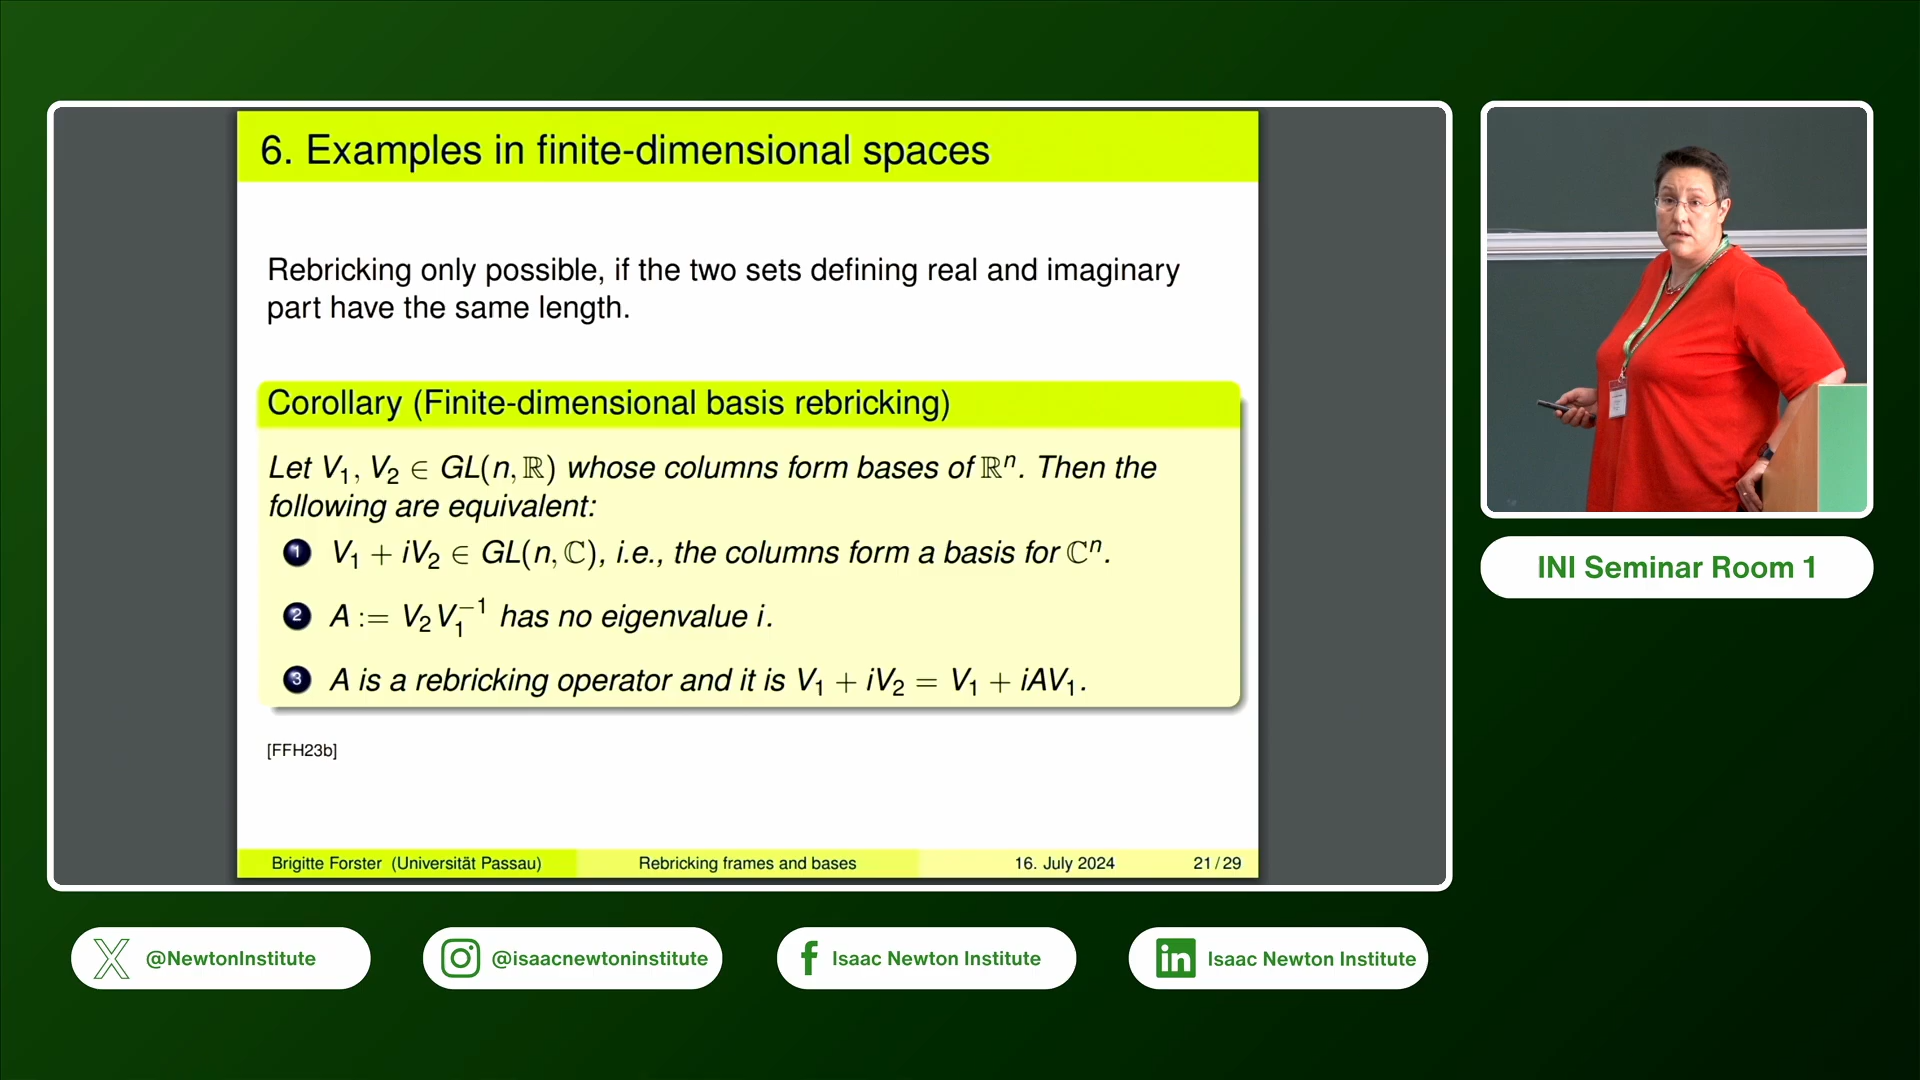 6. Examples in finite-dimensional spaces
Rebricking only possible, if the two sets defining real and imaginary
part have the same length.
Corollary (Finite-dimensional basis rebricking)
Let V₁, V₂ ∈ GL(n, ℝ) whose columns form bases of ℝⁿ. Then the
following are equivalent:
1 V₁ + iV₂ ∈ GL(n, ℂ), i.e., the columns form a basis for ℂⁿ.
2 A := V₂V₁⁻¹ has no eigenvalue i.
3 A is a rebricking operator and it is V₁ + iV₂ = V₁ + iAV₁.
[FFH23b]
Brigitte Forster (Universität Passau) Rebricking frames and bases 16. July 2024 21/29
INI Seminar Room 1
@NewtonInstitute
@isaacnewtoninstitute
Isaac Newton Institute
Isaac Newton Institute